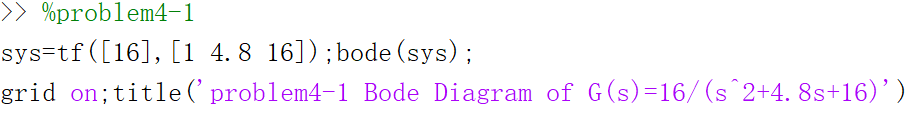 >> %problem4-1
sys=tf([16],[1 4.8 16]);bode(sys);
grid on;title('problem4-1 Bode Diagram of G(s)=16/(s^2+4.8s+16)')